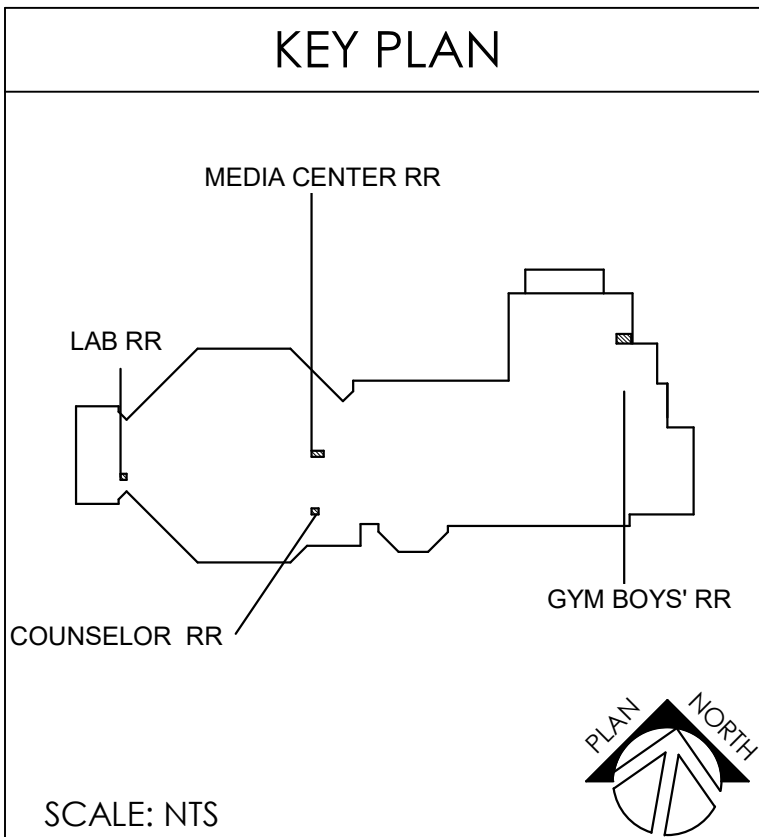 KEY PLAN
MEDIA CENTER RR
LAB RR
GYM BOYS' RR
COUNSELOR RR
PLAN NORTH
SCALE: NTS